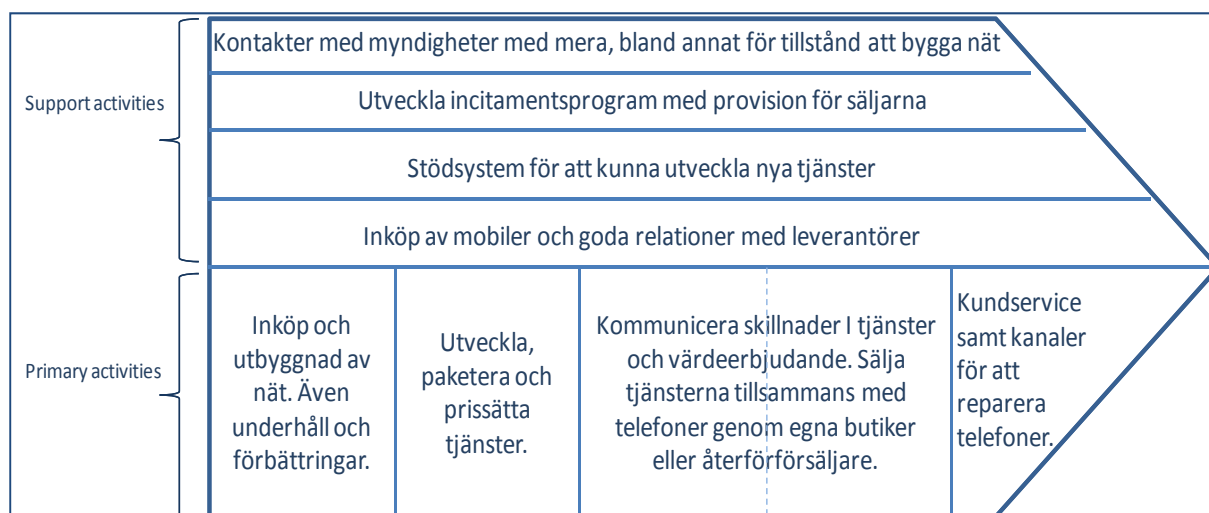 Kontakter med myndigheter med mera, bland annat för tillstånd att bygga nät
Support activities
Utveckla incitamentsprogram med provision för säljarna
Stödsystem för att kunna utveckla nya tjänster
Inköp av mobiler och goda relationer med leverantörer
Primary activities
Inköp och
utbyggnad av
nät. Även
underhåll och
förbättringar.
Utveckla,
paketera och
prissätta
tjänster.
Kommunicera skillnader I tjänster
och värdeerbjudande. Sälja
tjänsterna tillsammans med
telefoner genom egna butiker
eller återförförsäljare.
Kundservice
samt kanaler
för att
reparera
telefoner.